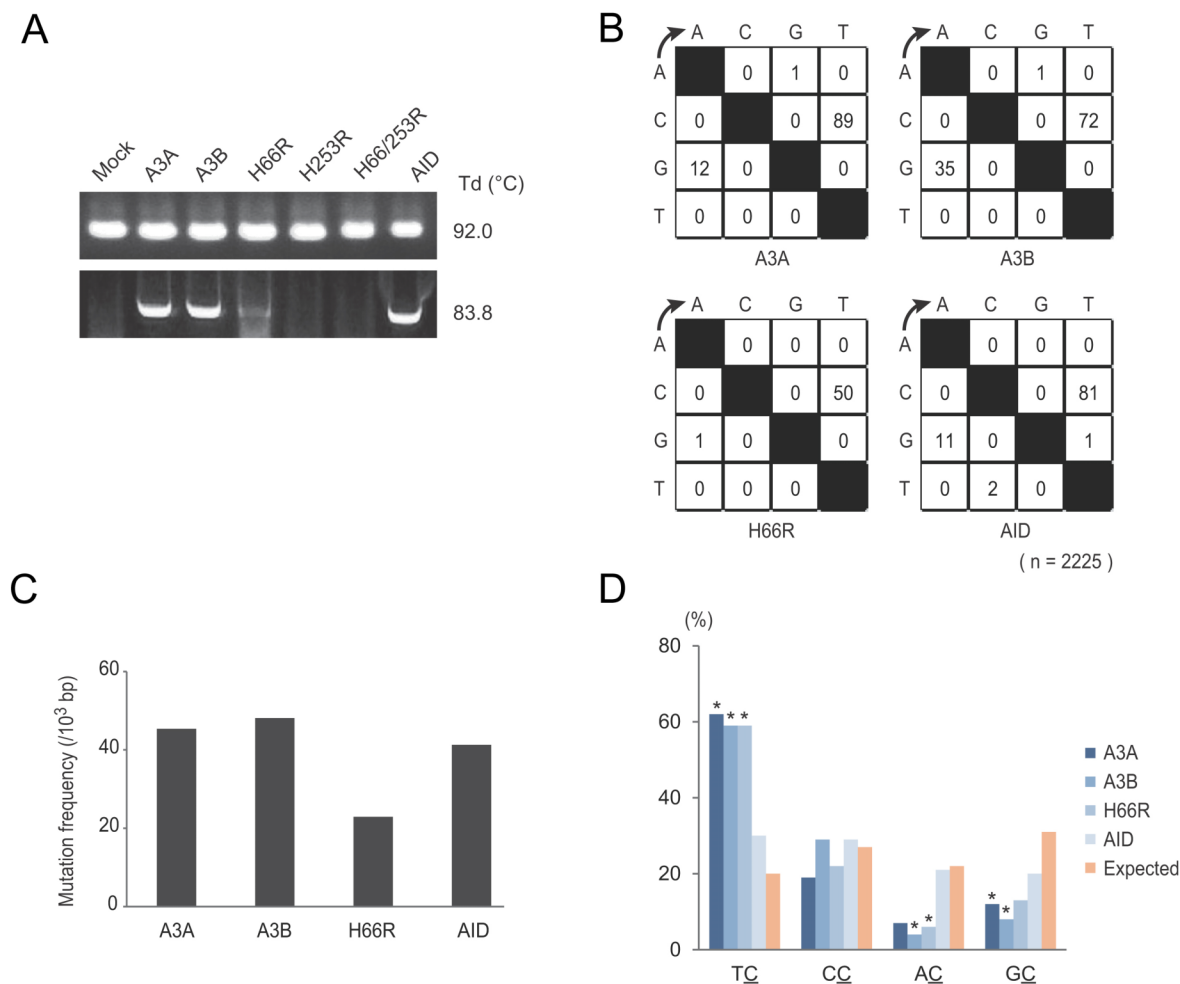 A
Mock A3A A3B H66R H253R H66/253R AID
Td (°C)
92.0
83.8
B
A C G T
A 0 1 0
C 0 0 89
G 12 0 0
T 0 0 0
A3A
A C G T
A 0 1 0
C 0 0 72
G 35 0 0
T 0 0 0
A3B
A C G T
A 0 0 0
C 0 0 50
G 1 0 0
T 0 0 0
H66R
A C G T
A 0 0 0
C 0 0 81
G 11 0 1
T 0 2 0
AID
( n = 2225 )
C
Mutation frequency (/10³ bp)
60
40
20
0
A3A A3B H66R AID
D
(%)
80
60
40
20
0
* * *
* *
* *
TC CC AC GC
A3A
A3B
H66R
AID
Expected